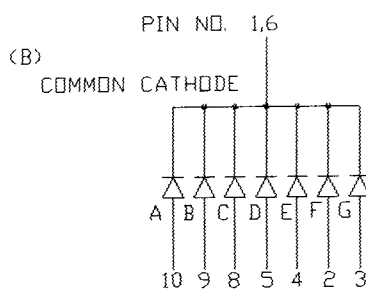 PIN NO. 1,6
(B)
COMMON CATHODE
A B C D E F G
10 9 8 5 4 2 3